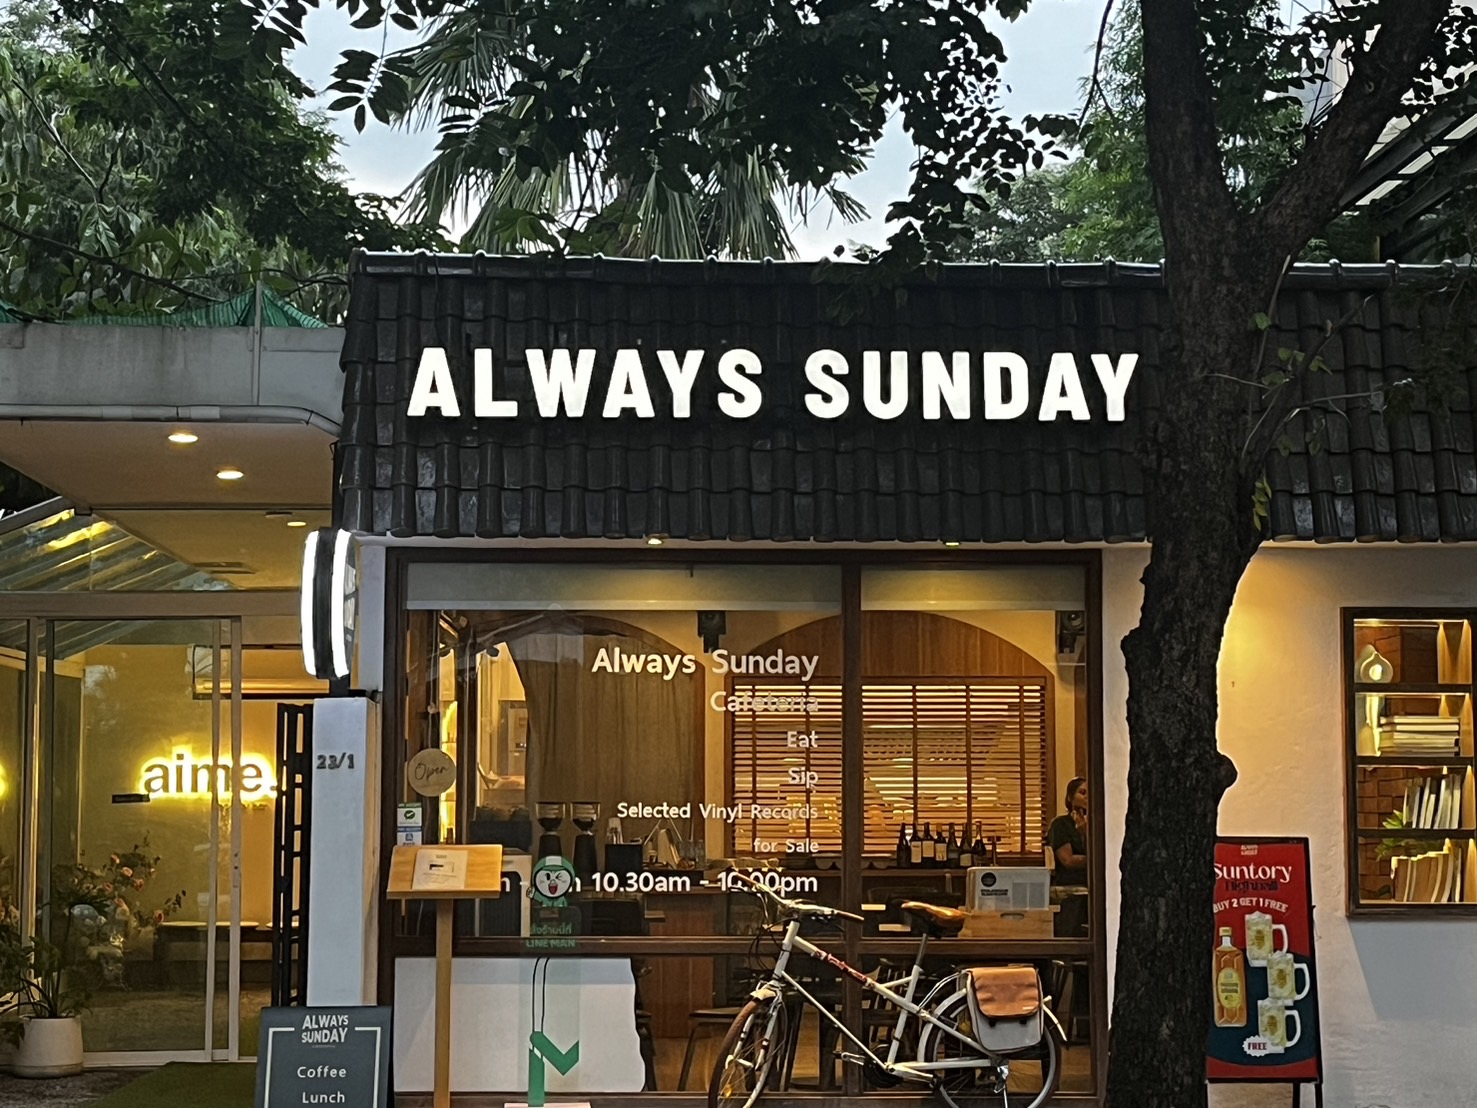 ALWAYS SUNDAY
Always Sunday
Cafeteria
Eat
Sip
Selected Vinyl Records
for Sale
10.30am - 10.00pm
aime.
23/1
Open
LINE MAN
ALWAYS
SUNDAY
Coffee
Lunch
Suntory
Highball
BUY 2 GET 1 FREE
FREE